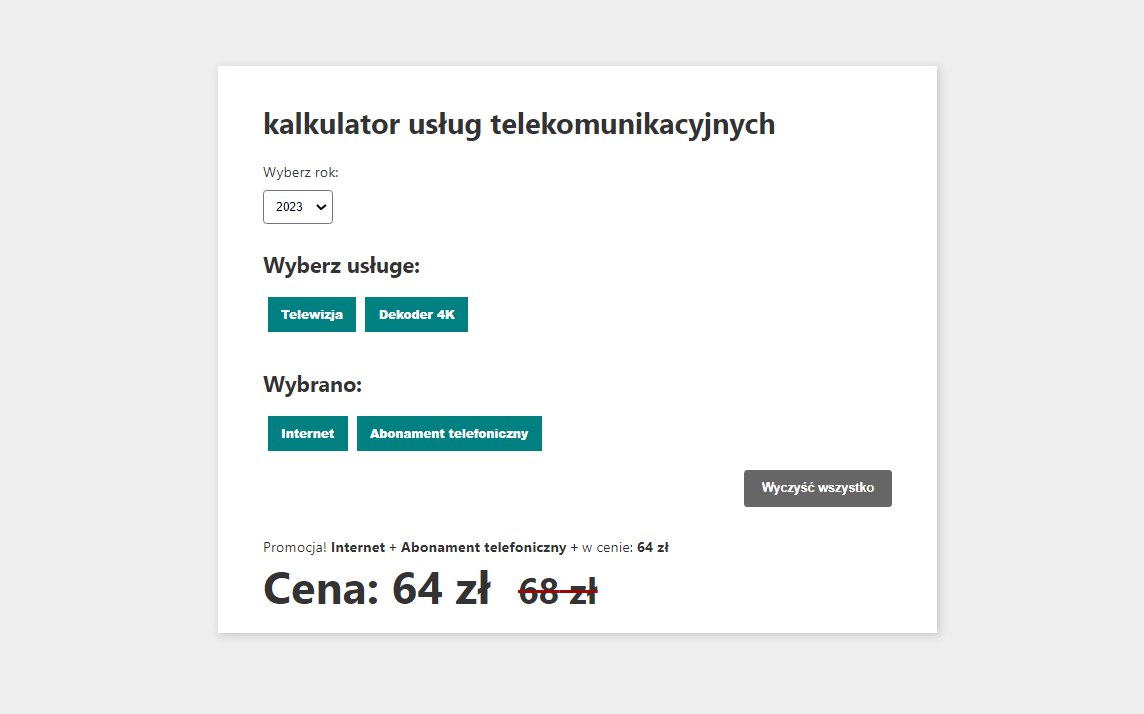 kalkulator usług telekomunikacyjnych
Wyberz rok:
2023
Wyberz usługe:
Telewizja Dekoder 4K
Wybrano:
Internet Abonament telefoniczny
Wyczyść wszystko
Promocja! Internet + Abonament telefoniczny + w cenie: 64 zł
Cena: 64 zł 68 zł